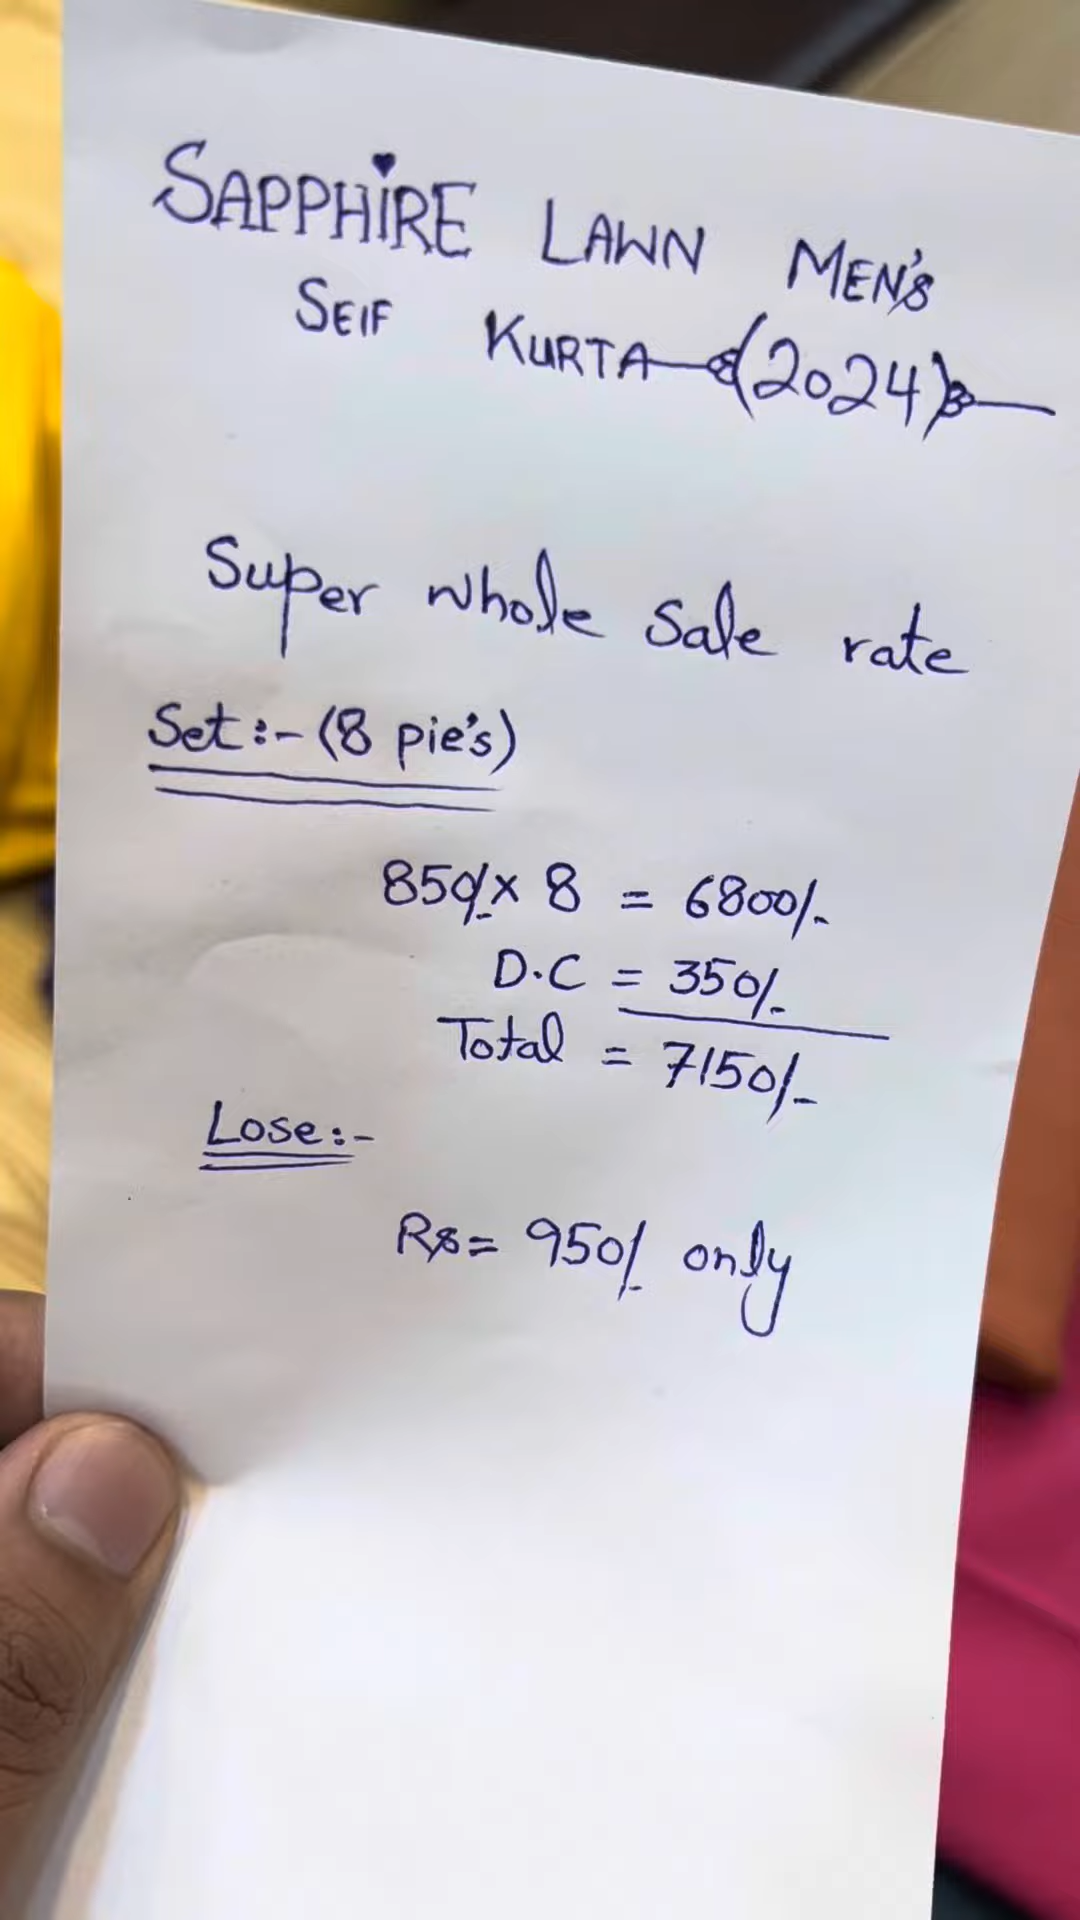 SAPPHiRE LAWN MEN'S
SEIF KURTA (2024)
Super whole sale rate
Set:- (8 pie's)
850/- x 8 = 6800/-
D.C = 350/-
Total = 7150/-
Lose:-
Rs = 950/- only